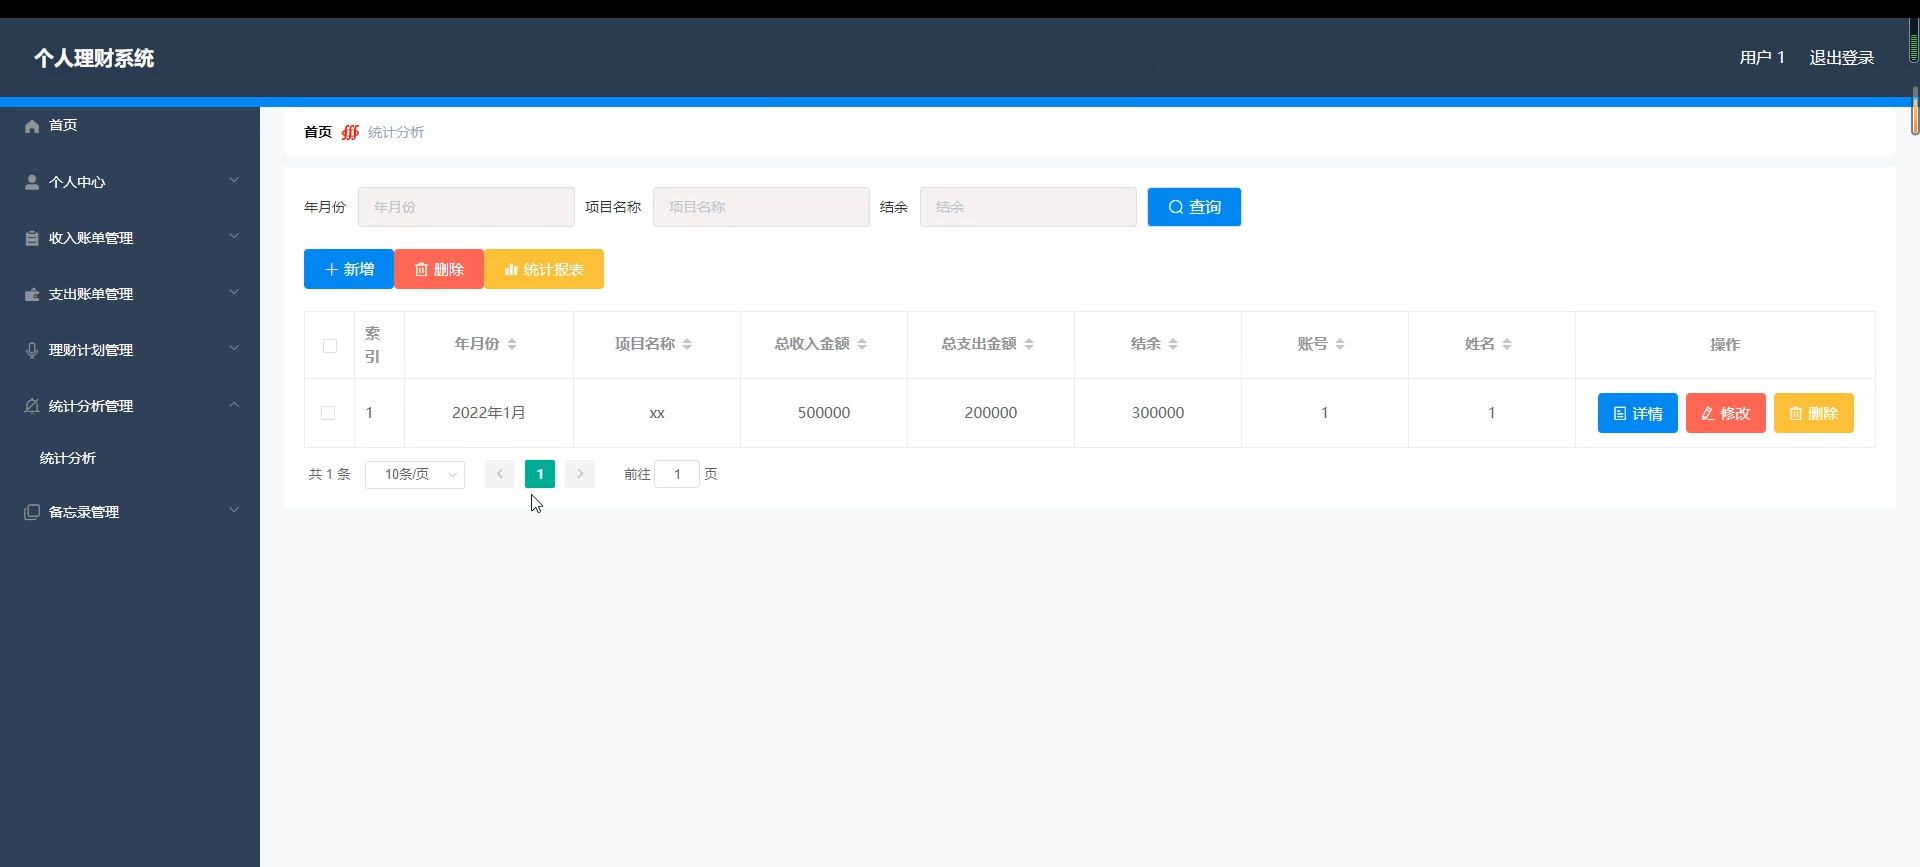 个人理财系统
用户 1 退出登录
首页
个人中心
收入账单管理
支出账单管理
理财计划管理
统计分析管理
统计分析
备忘录管理
首页 统计分析
年月份 年月份 项目名称 项目名称 结余 结余 查询
新增 删除 统计报表
索引 年月份 项目名称 总收入金额 总支出金额 结余 账号 姓名 操作
1 2022年1月 xx 500000 200000 300000 1 1 详情 修改 删除
共 1 条 10条/页 1 前往 1 页